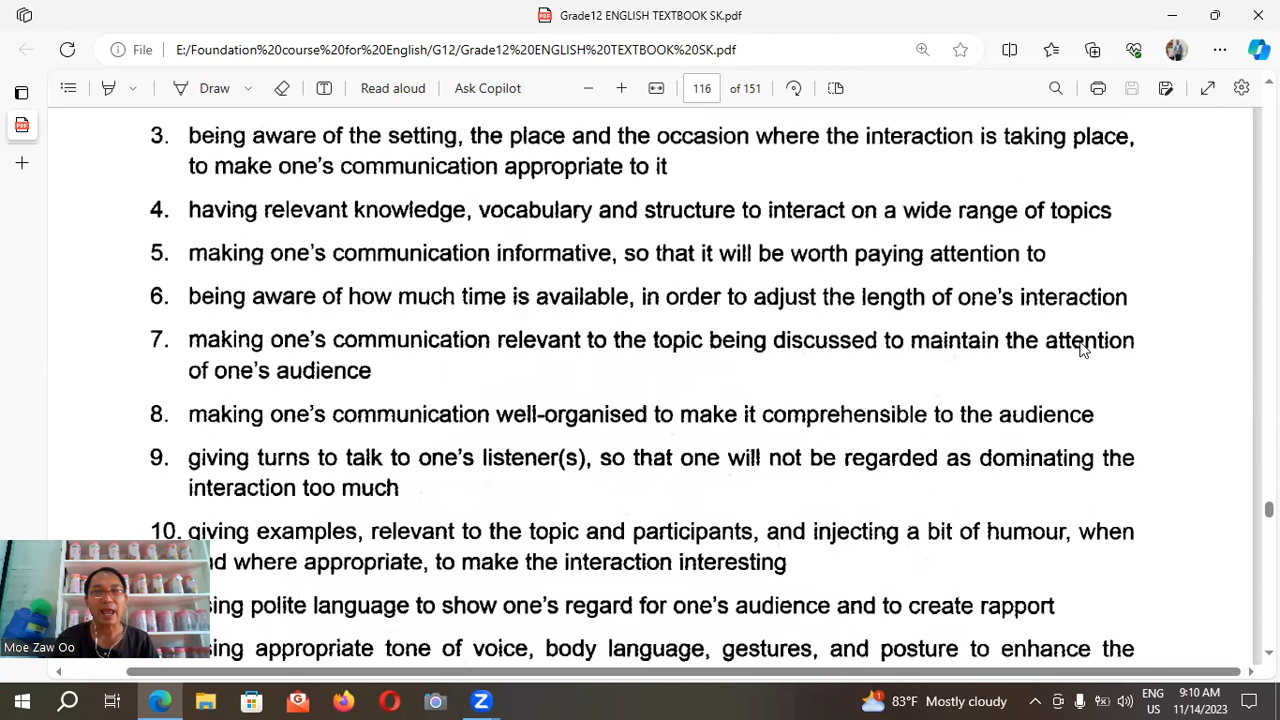 Grade12 ENGLISH TEXTBOOK SK.pdf
File E:/Foundation%20course%20for%20English/G12/Grade12%20ENGLISH%20TEXTBOOK%20SK.pdf
Draw Read aloud Ask Copilot 116 of 151
3. being aware of the setting, the place and the occasion where the interaction is taking place,
to make one's communication appropriate to it
4. having relevant knowledge, vocabulary and structure to interact on a wide range of topics
5. making one's communication informative, so that it will be worth paying attention to
6. being aware of how much time is available, in order to adjust the length of one's interaction
7. making one's communication relevant to the topic being discussed to maintain the attention
of one's audience
8. making one's communication well-organised to make it comprehensible to the audience
9. giving turns to talk to one's listener(s), so that one will not be regarded as dominating the
interaction too much
10. giving examples, relevant to the topic and participants, and injecting a bit of humour, when
where appropriate, to make the interaction interesting
polite language to show one's regard for one's audience and to create rapport
appropriate tone of voice, body language, gestures, and posture to enhance the
Moe Zaw Oo
83°F Mostly cloudy
ENG
US
9:10 AM
11/14/2023